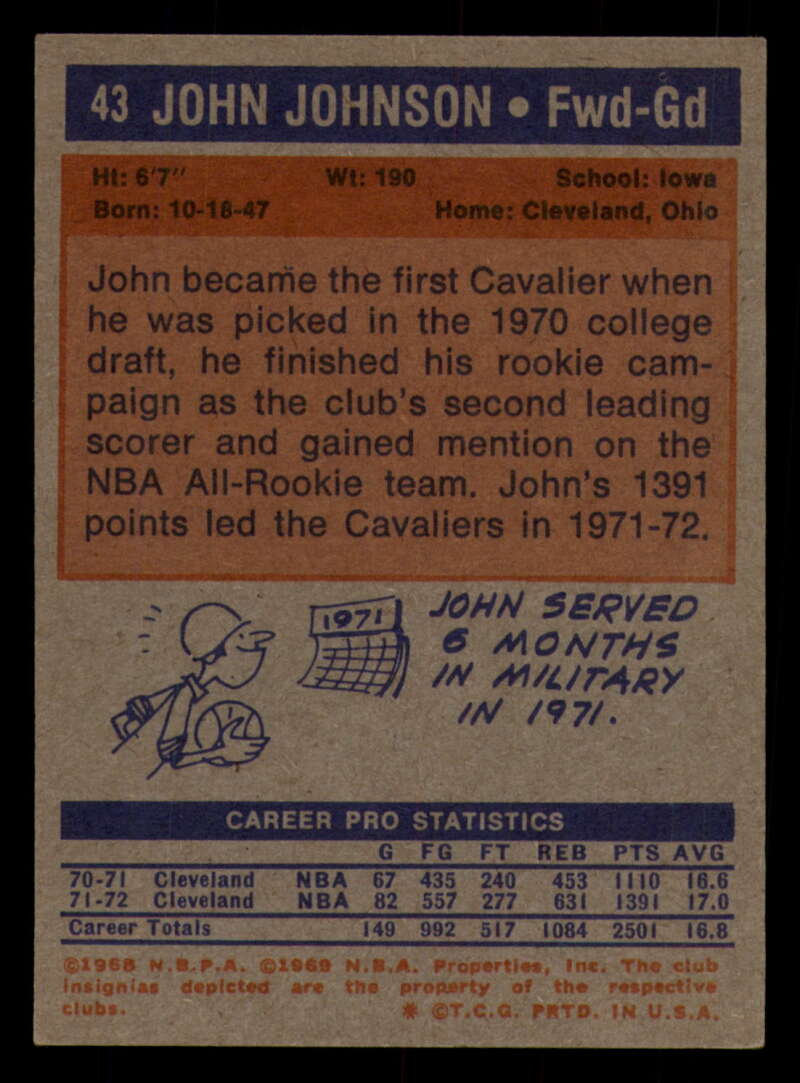 43 JOHN JOHNSON • Fwd-Gd
Ht: 6'7" Wt: 190 School: Iowa
Born: 10-18-47 Home: Cleveland, Ohio
John became the first Cavalier when
he was picked in the 1970 college
draft, he finished his rookie cam-
paign as the club's second leading
scorer and gained mention on the
NBA All-Rookie team. John's 1391
points led the Cavaliers in 1971-72.
1971
JOHN SERVED
6 MONTHS
IN MILITARY
IN 1971.
CAREER PRO STATISTICS
G FG FT REB PTS AVG
70-71 Cleveland NBA 67 435 240 453 1110 16.6
71-72 Cleveland NBA 82 557 277 631 1391 17.0
Career Totals 149 992 517 1084 2501 16.8
©1968 N.B.P.A. ©1969 N.B.A. Properties, Inc. The club
insignias depicted are the property of the respective
clubs. * ©T.C.G. PRTD. IN U.S.A.